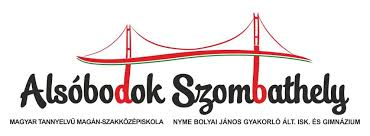 Alsóbodok Szombathely
MAGYAR TANNYELVŰ MAGÁN-SZAKKÖZÉPISKOLA NYME BOLYAI JÁNOS GYAKORLÓ ÁLT. ISK. ÉS GIMNÁZIUM